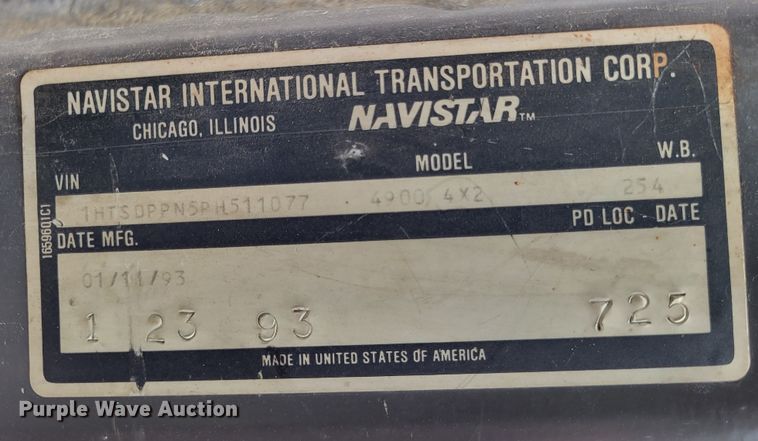 NAVISTAR INTERNATIONAL TRANSPORTATION CORP.
CHICAGO, ILLINOIS NAVISTAR™
VIN MODEL W.B.
1HTSDPPN5PH511077 4900 4X2 254
DATE MFG. PD LOC - DATE
01/11/93
1 23 93 725
MADE IN UNITED STATES OF AMERICA
1659601C1
Purple Wave Auction